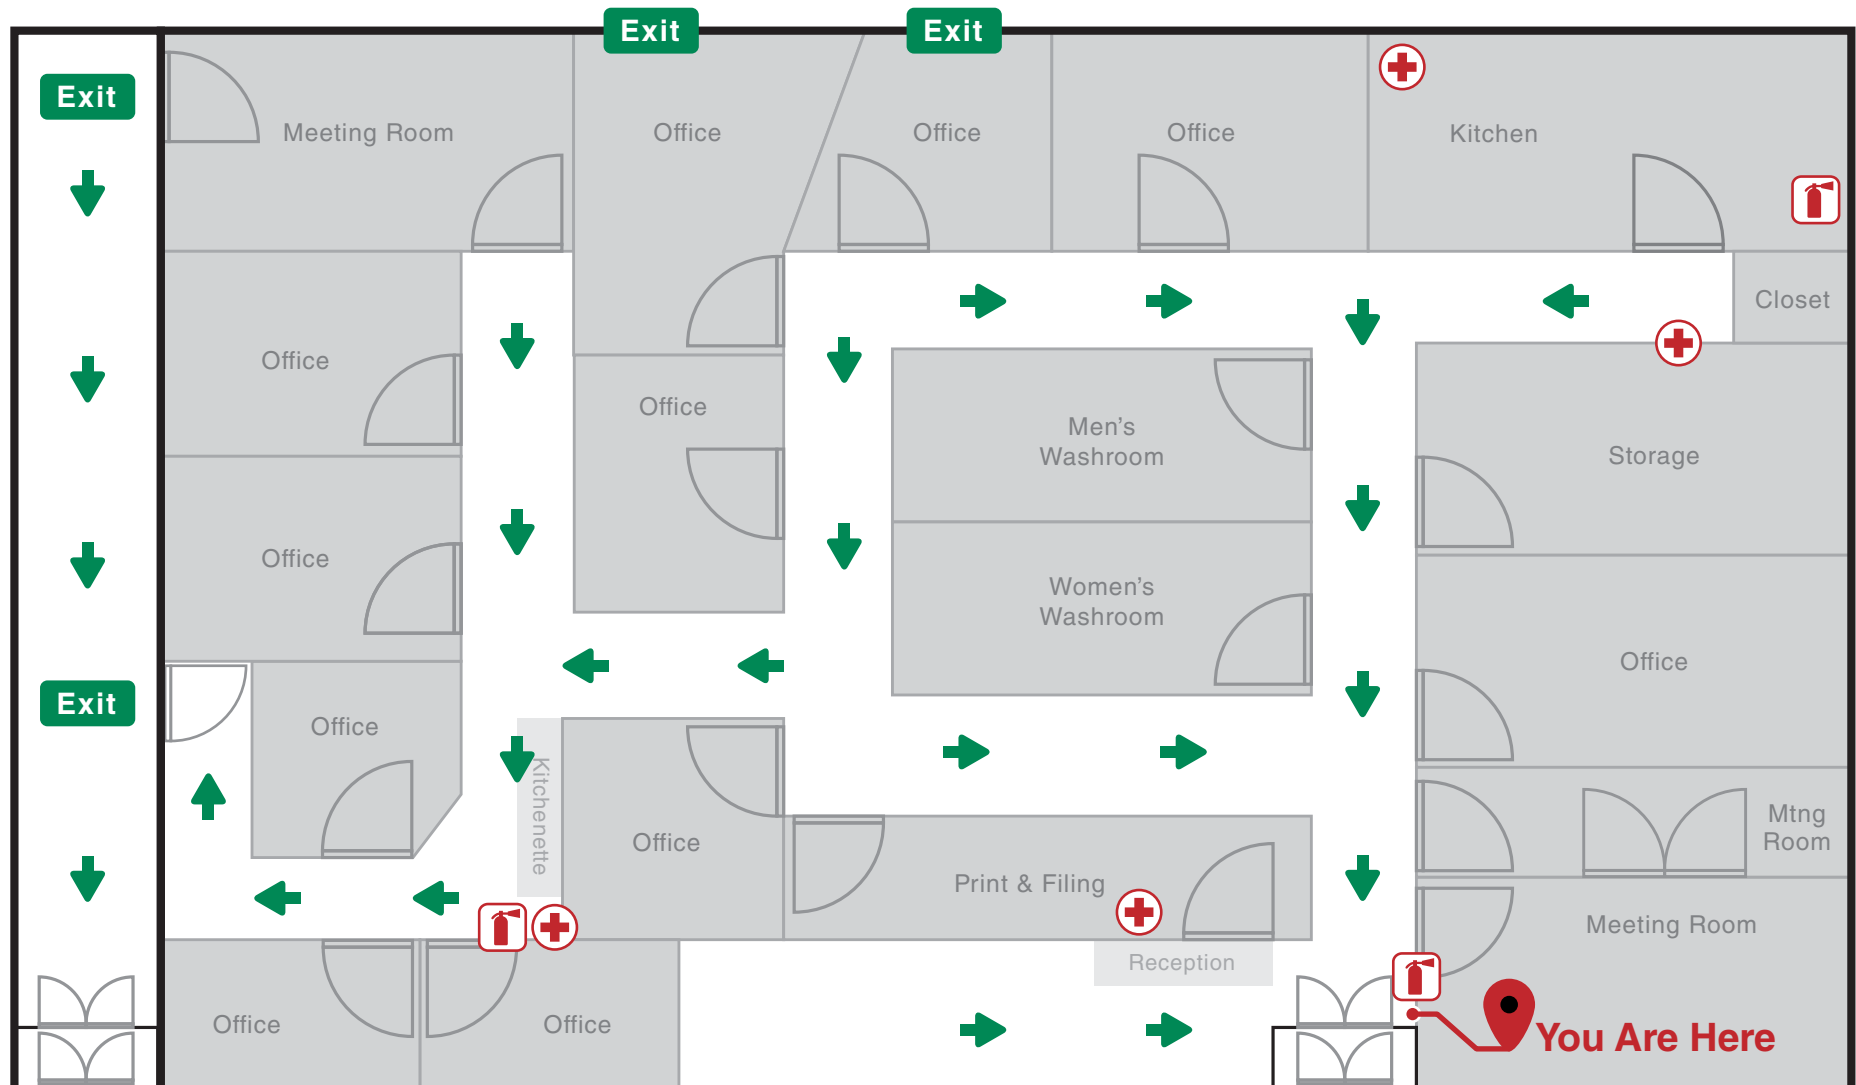 Exit
Exit
Exit
Meeting Room
Office
Office
Office
Kitchen
Closet
Office
Office
Men's
Washroom
Storage
Office
Women's
Washroom
Office
Exit
Office
Kitchenette
Office
Mtng
Room
Print & Filing
Meeting Room
Reception
Office
Office
You Are Here